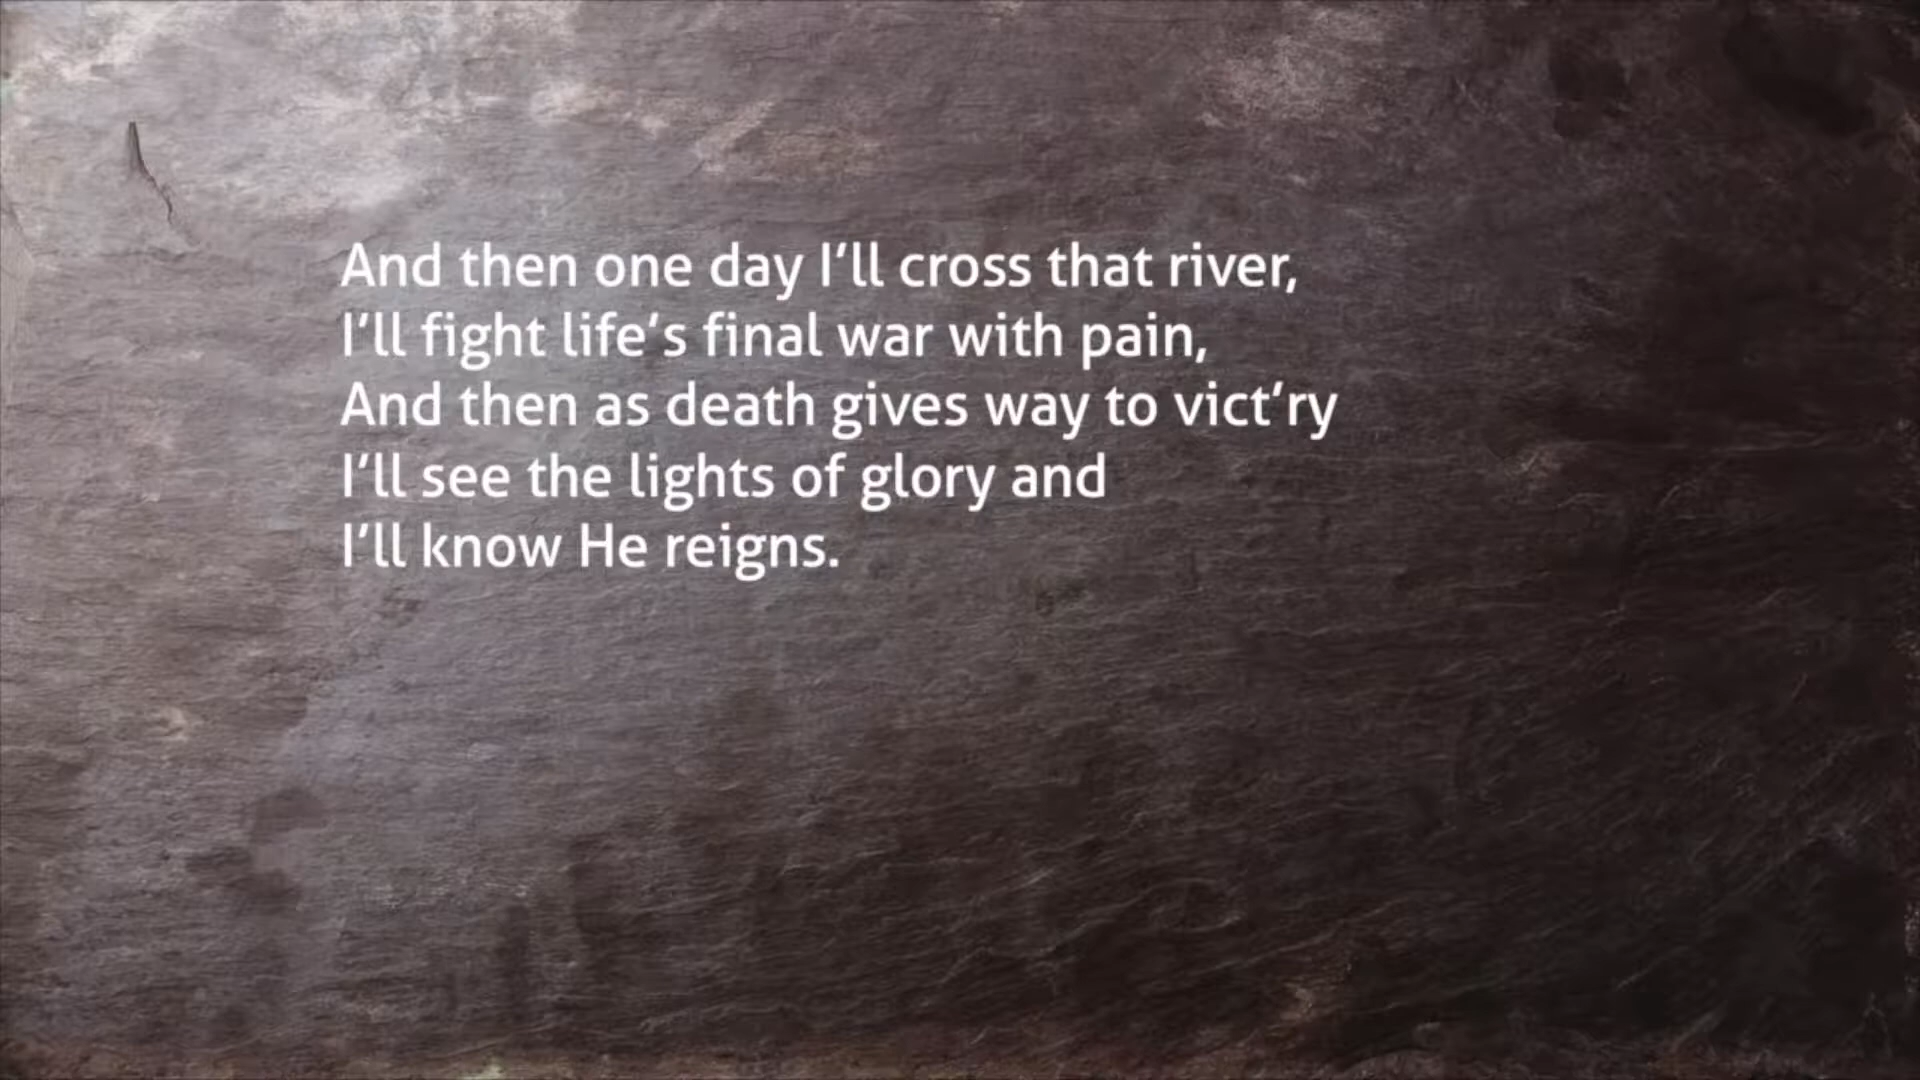 And then one day I’ll cross that river,
I’ll fight life’s final war with pain,
And then as death gives way to vict’ry
I’ll see the lights of glory and
I’ll know He reigns.